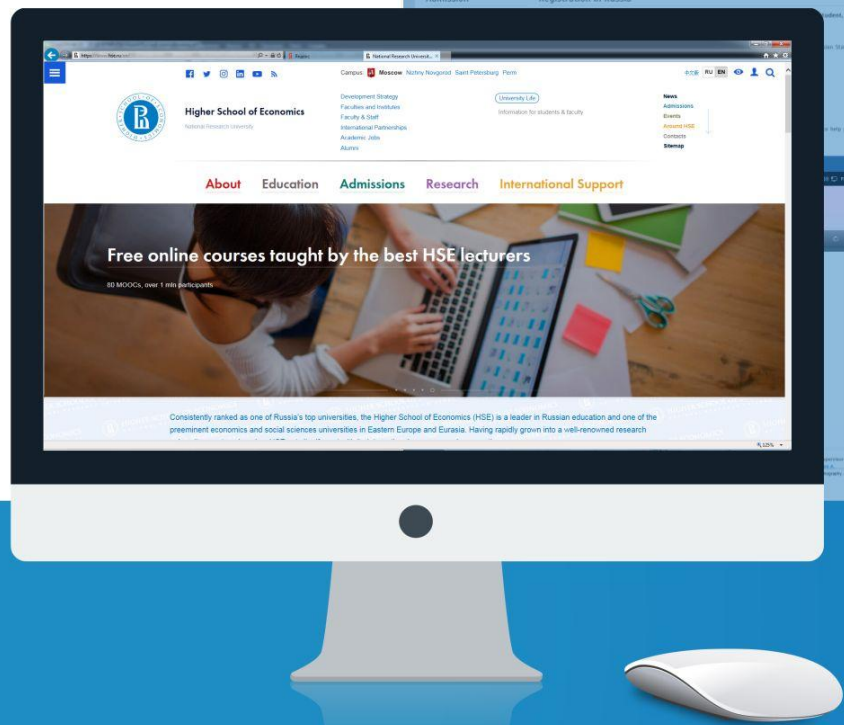 Campus: Moscow Nizhny Novgorod Saint Petersburg Perm
RU EN
Higher School of Economics
National Research University
Development Strategy
Faculties and Institutes
Faculty & Staff
International Partnerships
Academic Jobs
Alumni
University Life
Information for students & faculty
News
Admissions
Events
Around HSE
Contacts
Sitemap
About Education Admissions Research International Support
Free online courses taught by the best HSE lecturers
80 MOOCs, over 1 mln participants
Consistently ranked as one of Russia's top universities, the Higher School of Economics (HSE) is a leader in Russian education and one of the
preeminent economics and social sciences universities in Eastern Europe and Eurasia. Having rapidly grown into a well-renowned research
125%